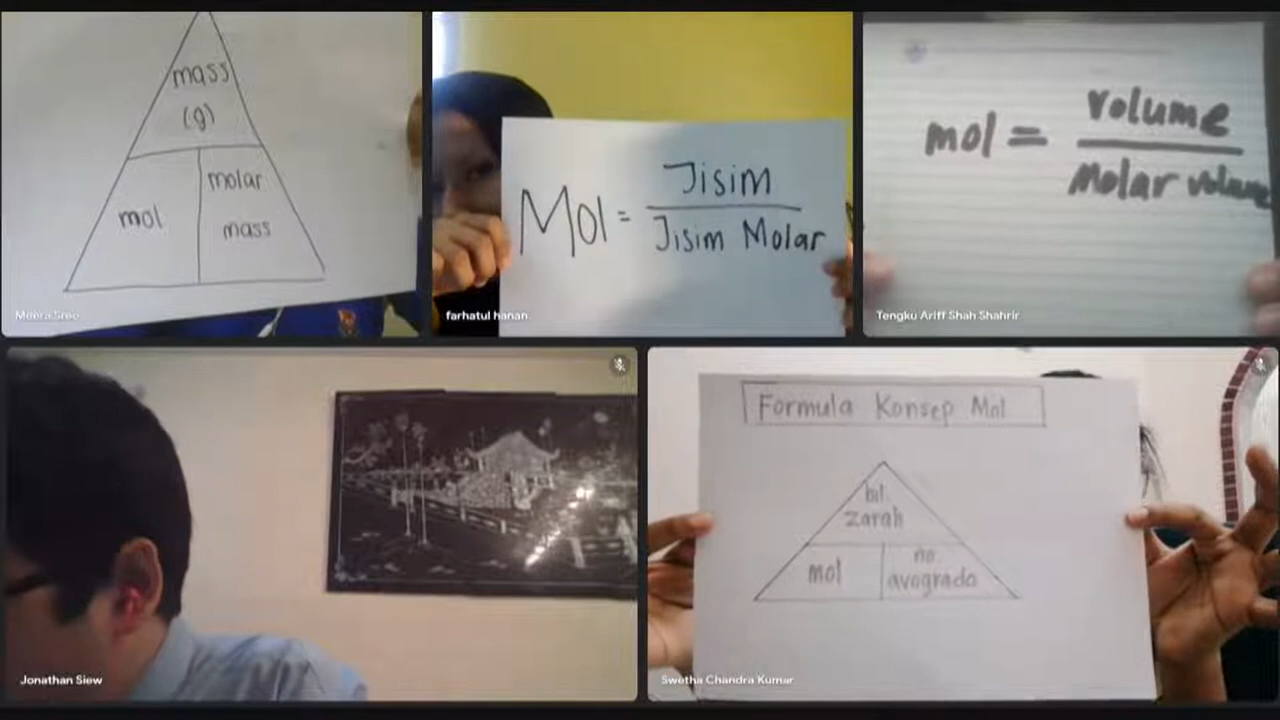 mass
(g)
mol
molar
mass
Meera Sree
Mol = Jisim
Jisim Molar
farhatul hanan
mol = volume
Molar volume
Tengku Ariff Shah Shahrir
Jonathan Siew
Formula Konsep Mol
bil.
zarah
mol
no.
avogrado
Swetha Chandra Kumar